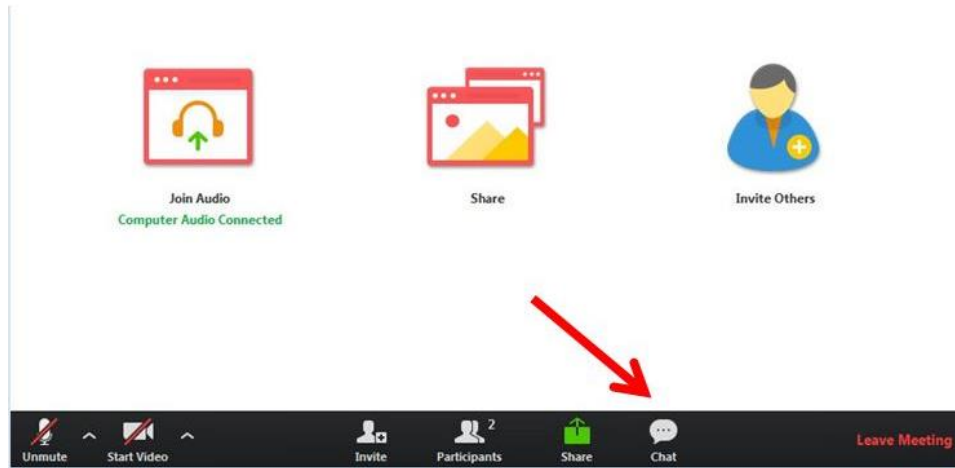 Join Audio
Computer Audio Connected
Share
Invite Others
Unmute
Start Video
Invite
Participants
2
Share
Chat
Leave Meeting